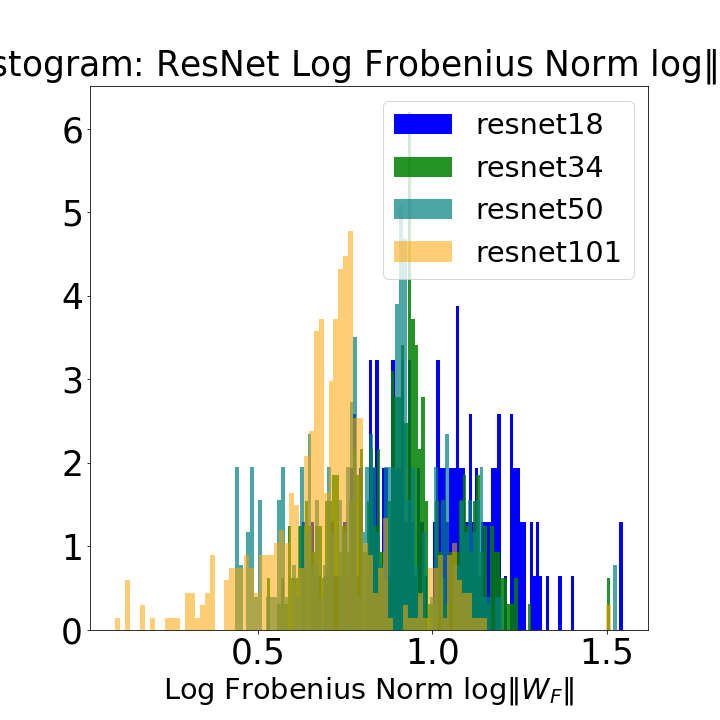 stogram: ResNet Log Frobenius Norm log‖
resnet18
resnet34
resnet50
resnet101
6
5
4
3
2
1
0
0.5 1.0 1.5
Log Frobenius Norm log‖W_F‖